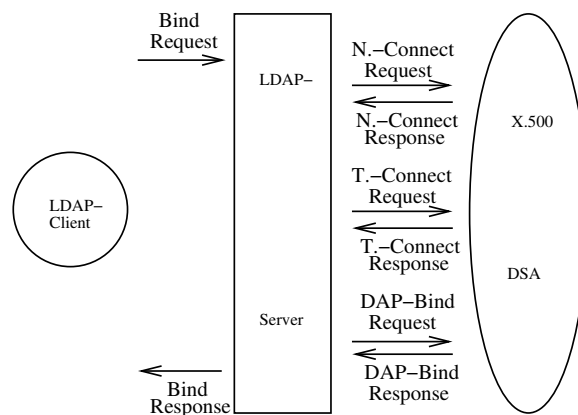 Bind
Request
LDAP-
N.-Connect
Request
N.-Connect
Response
X.500
T.-Connect
Request
LDAP-
Client
T.-Connect
Response
DSA
Server
DAP-Bind
Request
DAP-Bind
Response
Bind
Response